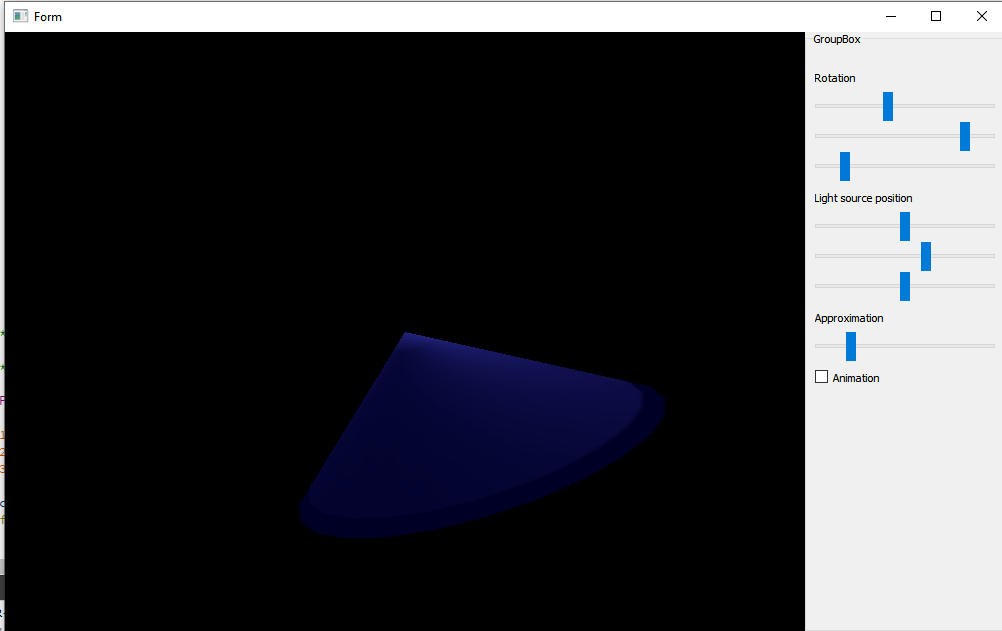 Form
GroupBox
Rotation
Light source position
Approximation
Animation